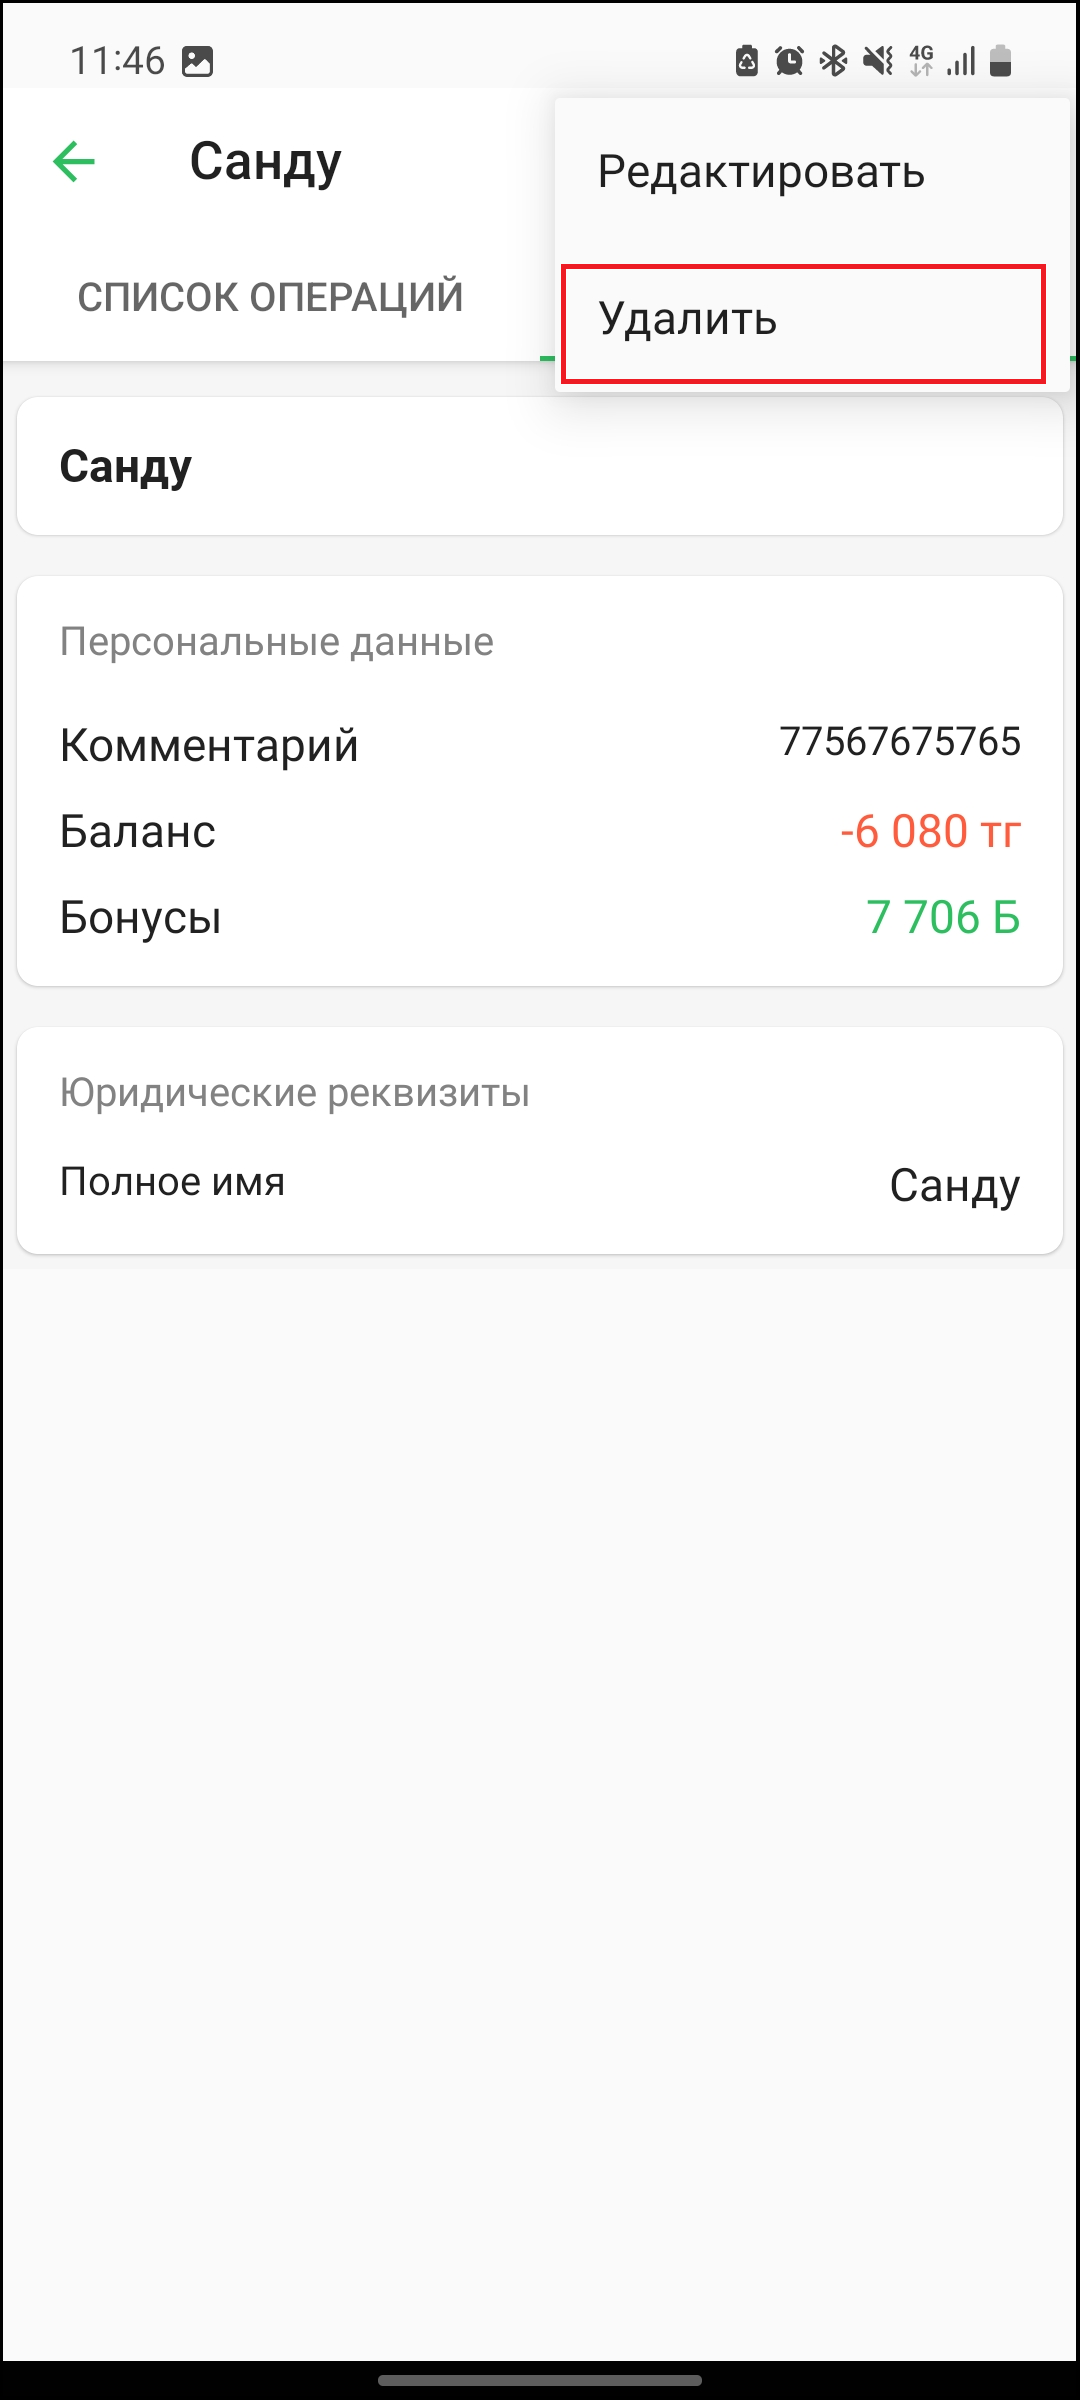 11:46
4G
Санду
Редактировать
СПИСОК ОПЕРАЦИЙ
Удалить
Санду
Персональные данные
Комментарий 77567675765
Баланс -6 080 тг
Бонусы 7 706 Б
Юридические реквизиты
Полное имя Санду